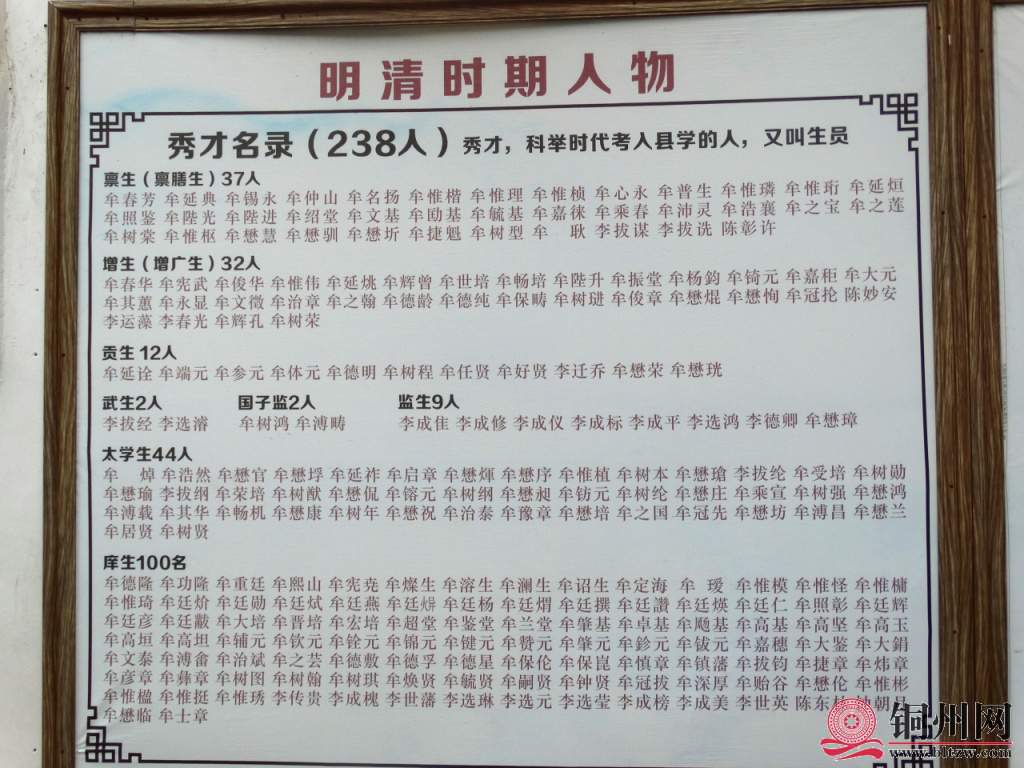 明清时期人物
秀才名录（238人）秀才，科举时代考人县学的人，又叫生员
禀生（禀膳生）37人
牟春芳 牟延典 牟锡永 牟仲山 牟名扬 牟惟楷 牟惟理 牟惟桢 牟心永 牟普生 牟惟璘 牟惟珩 牟延烜
牟照鉴 牟陛光 牟陛进 牟绍堂 牟文基 牟励基 牟毓基 牟嘉徕 牟乘春 牟沛灵 牟浩襄 牟之宝 牟之莲
牟树棠 牟惟枢 牟懋慧 牟懋驯 牟懋圻 牟捷魁 牟树型 牟 耿 李拔谋 李拔冼 陈彰许
增生（增广生）32人
牟春华 牟宪武 牟俊华 牟惟伟 牟延姚 牟辉曾 牟世培 牟畅培 牟陛升 牟振堂 牟杨鈞 牟锜元 牟嘉秬 牟大元
牟其蕙 牟永显 牟文徵 牟治章 牟之翰 牟德龄 牟德纯 牟保畴 牟树琎 牟俊章 牟懋焜 牟懋恂 牟冠抡 陈妙安
李运藻 李春光 牟辉孔 牟树荣
贡生 12人
牟延诠 牟端元 牟参元 牟体元 牟德明 牟树程 牟任贤 牟好贤 李迁乔 牟懋荣 牟懋珖
武生2人 国子监2人 监生9人
李拔经 李选濬 牟树鸿 牟溥畴 李成佳 李成修 李成仪 李成标 李成平 李选鸿 李德卿 牟懋璋
太学生44人
牟 焯 牟浩然 牟懋官 牟懋垺 牟延祚 牟启章 牟懋煇 牟懋序 牟惟植 牟树本 牟懋瑲 李拔纶 牟受培 牟树勋
牟懋瑜 李拔纲 牟荣培 牟树猷 牟懋侃 牟镕元 牟树纲 牟懋昶 牟钫元 牟树纶 牟懋庄 牟乘宣 牟树强 牟懋鸿
牟溥载 牟其华 牟畅机 牟懋康 牟树年 牟懋祝 牟治泰 牟豫章 牟懋培 牟之国 牟冠先 牟懋坊 牟溥昌 牟懋兰
牟居贤 牟树贤
庠生100名
牟德隆 牟功隆 牟重廷 牟熙山 牟宪尧 牟燦生 牟溶生 牟澜生 牟诏生 牟定海 牟 瑷 牟惟模 牟惟怪 牟惟槦
牟惟琦 牟廷炌 牟廷勋 牟廷斌 牟廷燕 牟廷 牟廷杨 牟廷煟 牟廷撰 牟廷讚 牟廷煐 牟廷仁 牟照彰 牟廷辉
牟廷彦 牟廷黻 牟大培 牟晋培 牟宏培 牟超堂 牟鉴堂 牟兰堂 牟肇基 牟卓基 牟飏基 牟高基 牟高坚 牟高玉
牟高垣 牟高坦 牟辅元 牟钦元 牟铨元 牟锦元 牟键元 牟赞元 牟肇元 牟鉁元 牟钹元 牟嘉穗 牟大鉴 牟大鋗
牟文泰 牟溥畬 牟治斌 牟之芸 牟德敷 牟德孚 牟德星 牟保伦 牟保崑 牟慎章 牟镇藩 牟拔钧 牟捷章 牟炜章
牟彦章 牟彝章 牟树图 牟树翰 牟树琪 牟焕贤 牟毓贤 牟嗣贤 牟钟贤 牟冠拔 牟深厚 牟贻谷 牟懋伦 牟惟彬
牟惟楹 牟惟挺 牟惟琇 李传贵 李成槐 李世藩 李选琳 李选元 李选莹 李成榜 李成美 李世英 陈东
牟懋临 牟士章
铜州网
www.bltzw.com